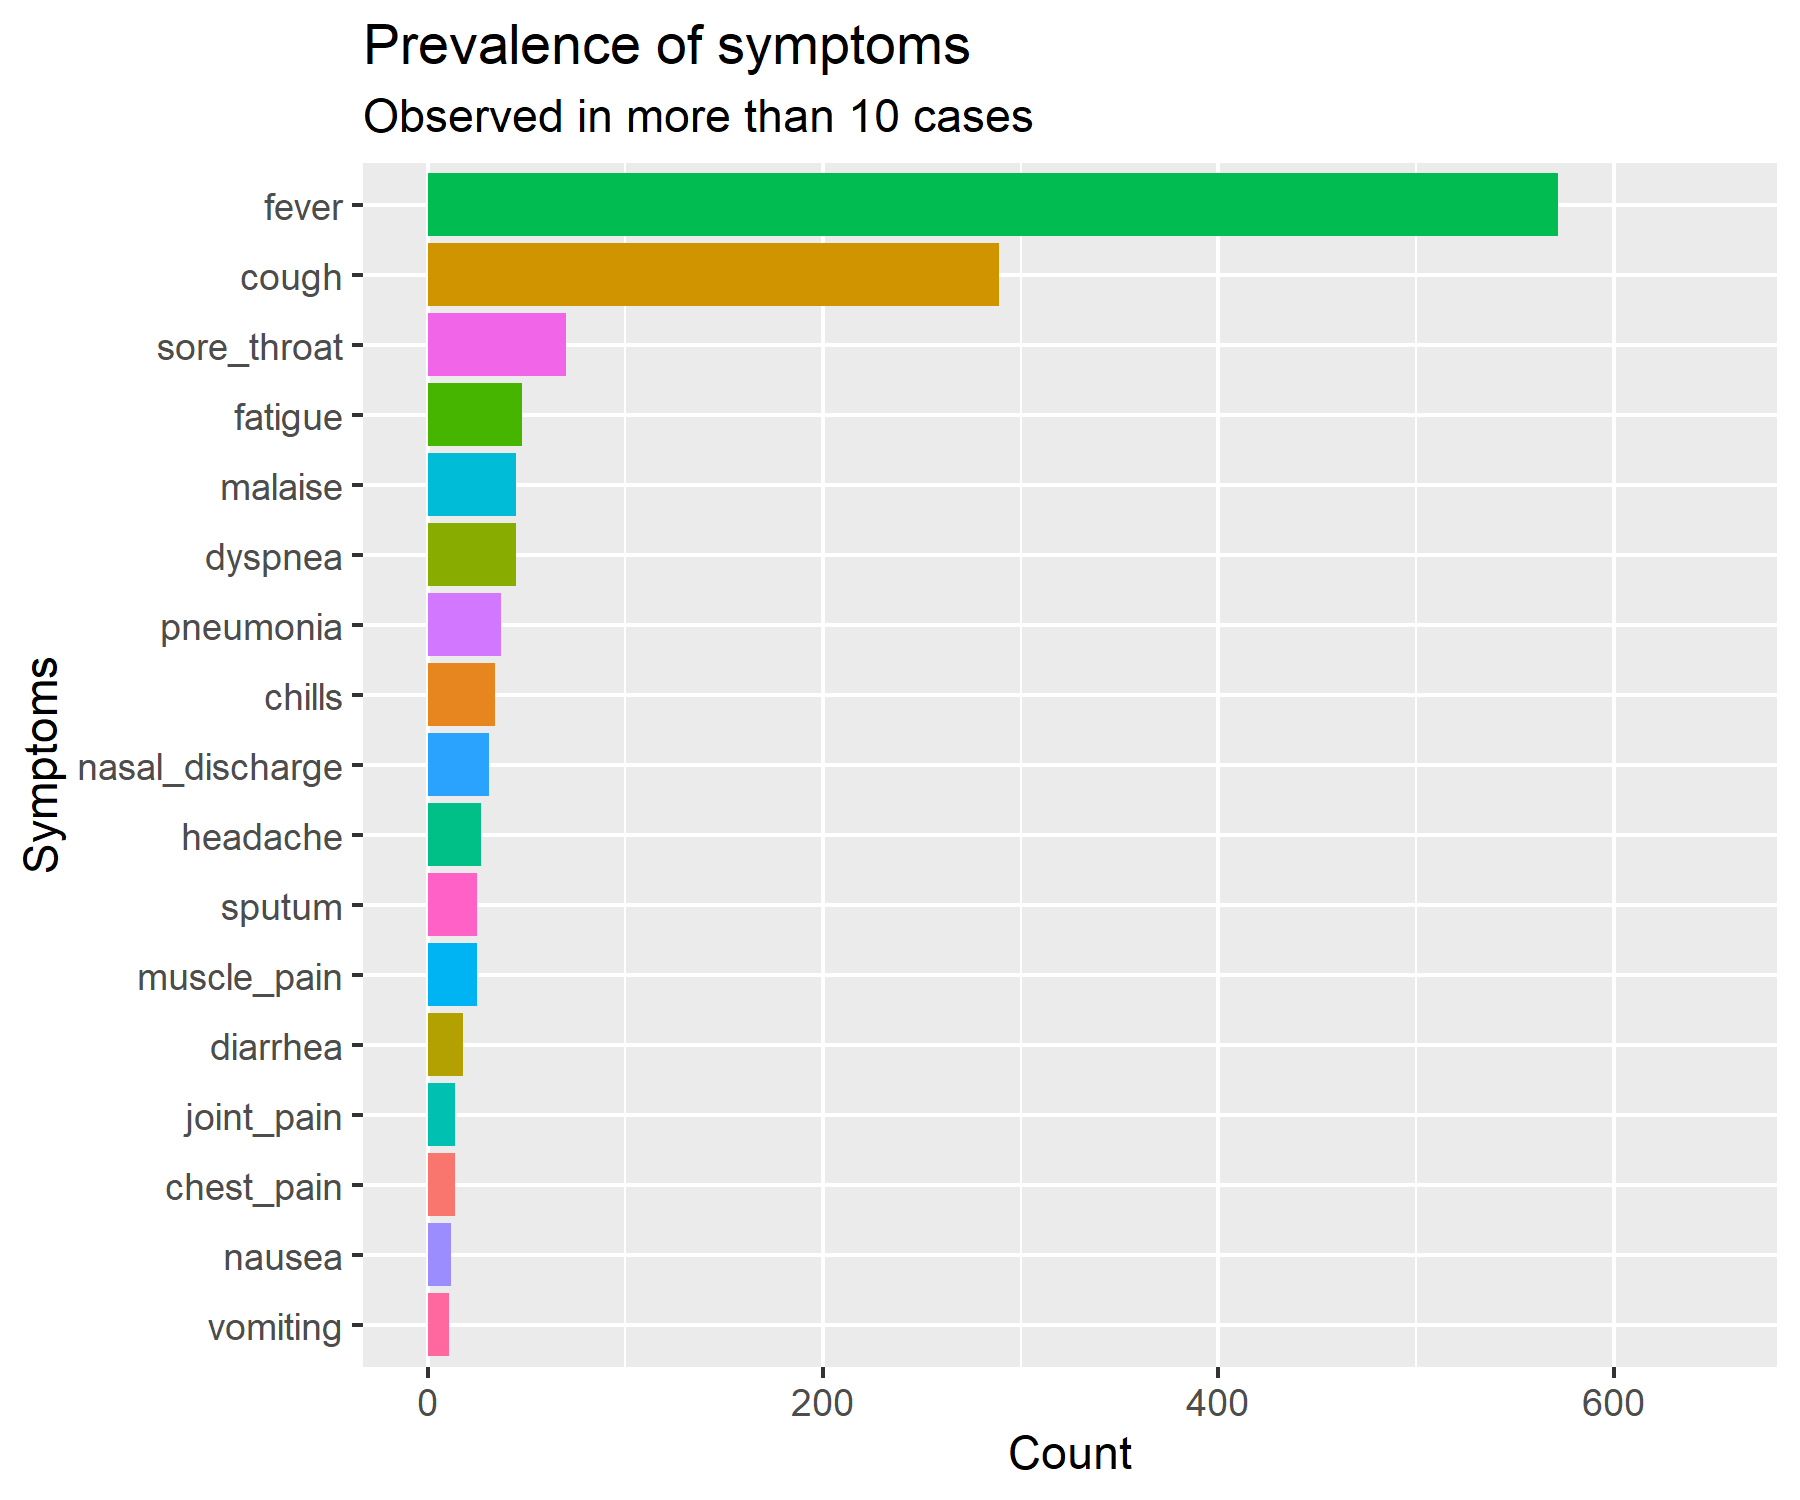 Prevalence of symptoms
Observed in more than 10 cases
Symptoms
fever
cough
sore_throat
fatigue
malaise
dyspnea
pneumonia
chills
nasal_discharge
headache
sputum
muscle_pain
diarrhea
joint_pain
chest_pain
nausea
vomiting
0 200 400 600
Count